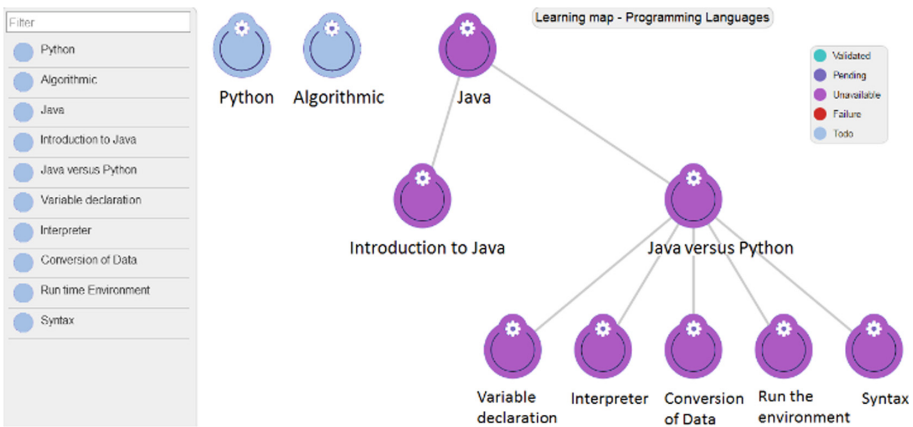 Filter
Python
Algorithmic
Java
Introduction to Java
Java versus Python
Variable declaration
Interpreter
Conversion of Data
Run time Environment
Syntax
Learning map - Programming Languages
Validated
Pending
Unavailable
Failure
Todo
Python
Algorithmic
Java
Introduction to Java
Java versus Python
Variable
declaration
Interpreter
Conversion
of Data
Run the
environment
Syntax